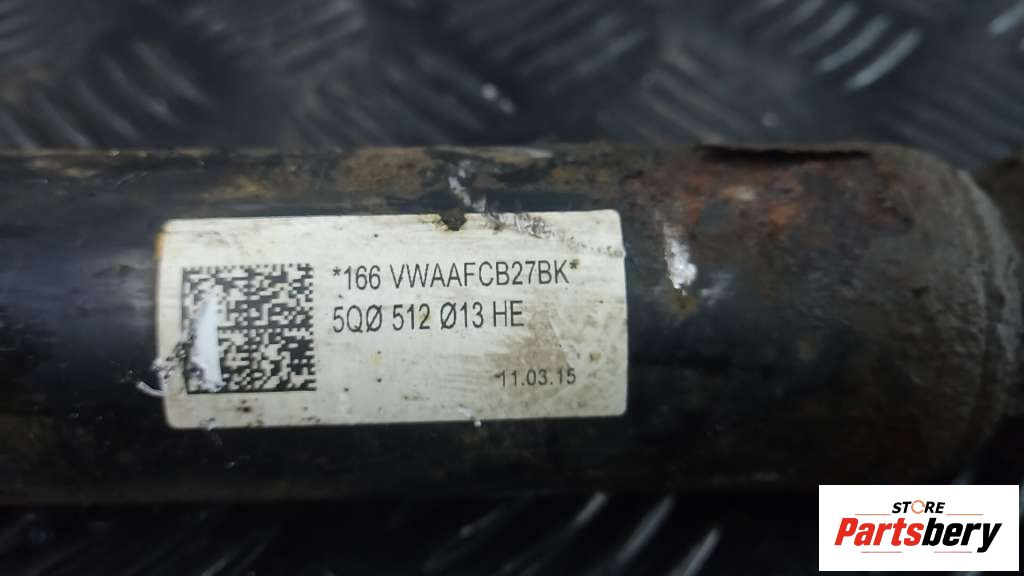 *166 VWAAFCB27BK*
5QØ 512 Ø13 HE
11.03.15
STORE
Partsbery